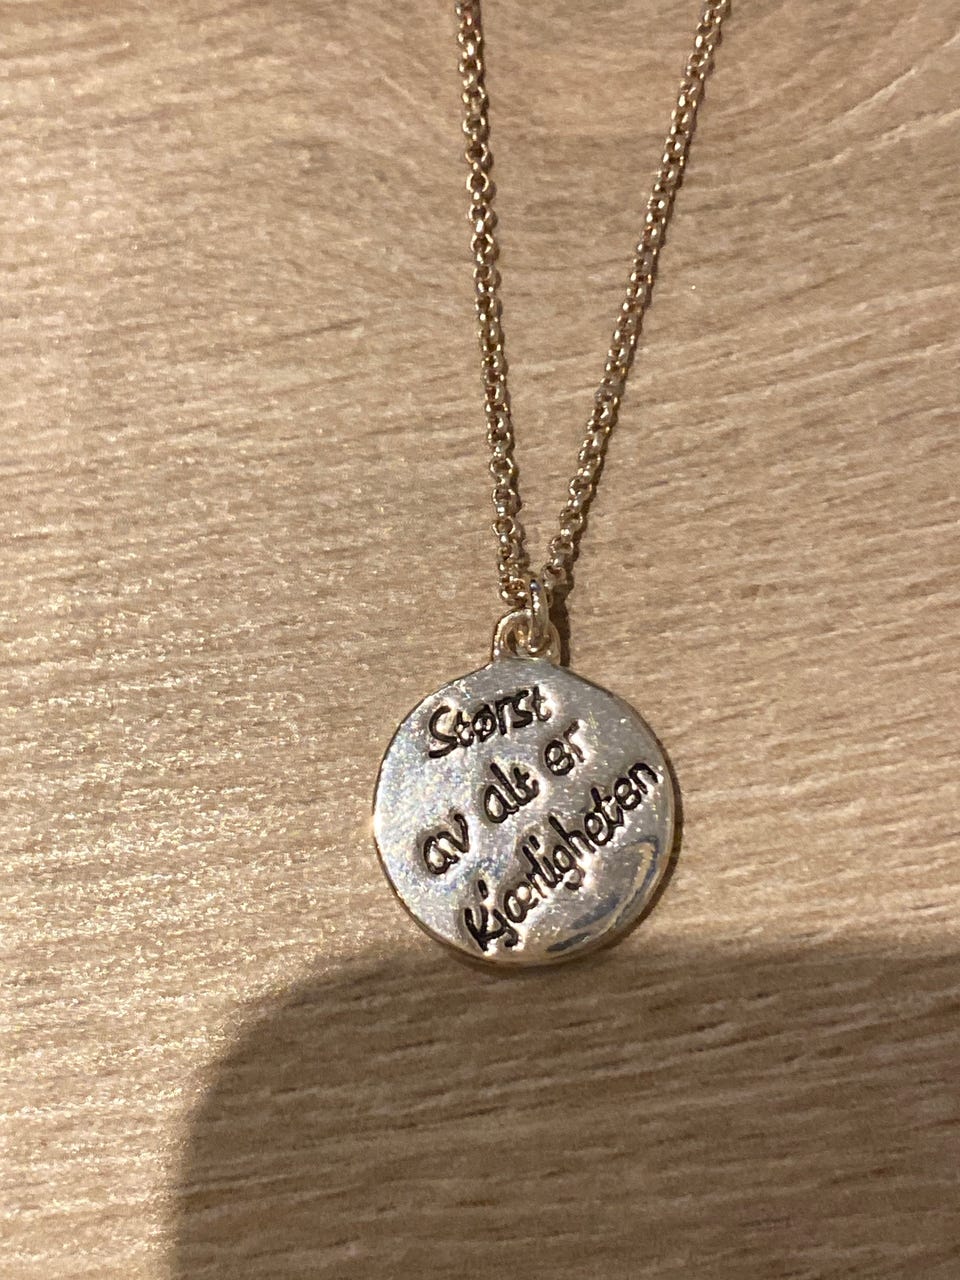 Størst
av alt er
kjærligheten